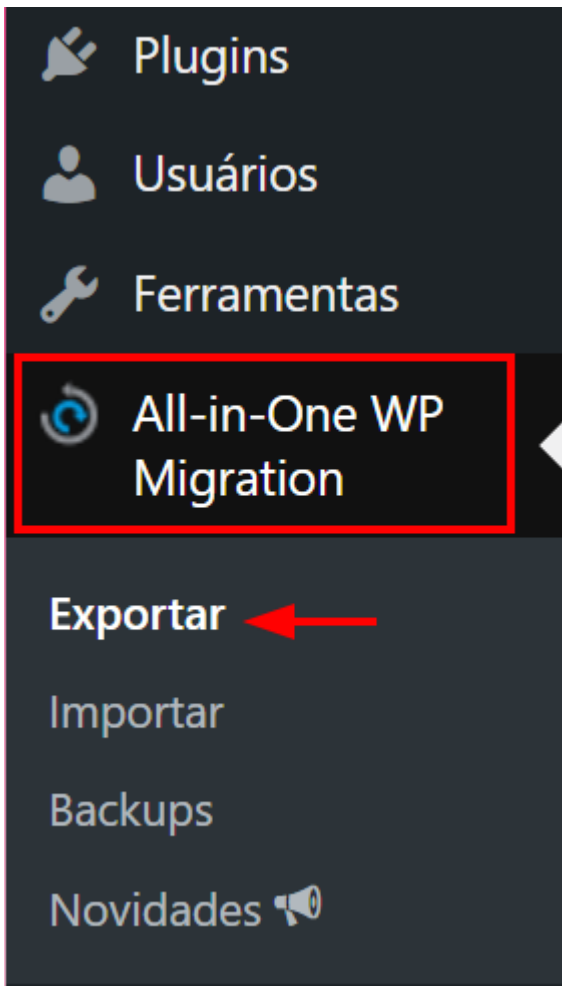 Plugins
Usuários
Ferramentas
All-in-One WP
Migration
Exportar
Importar
Backups
Novidades